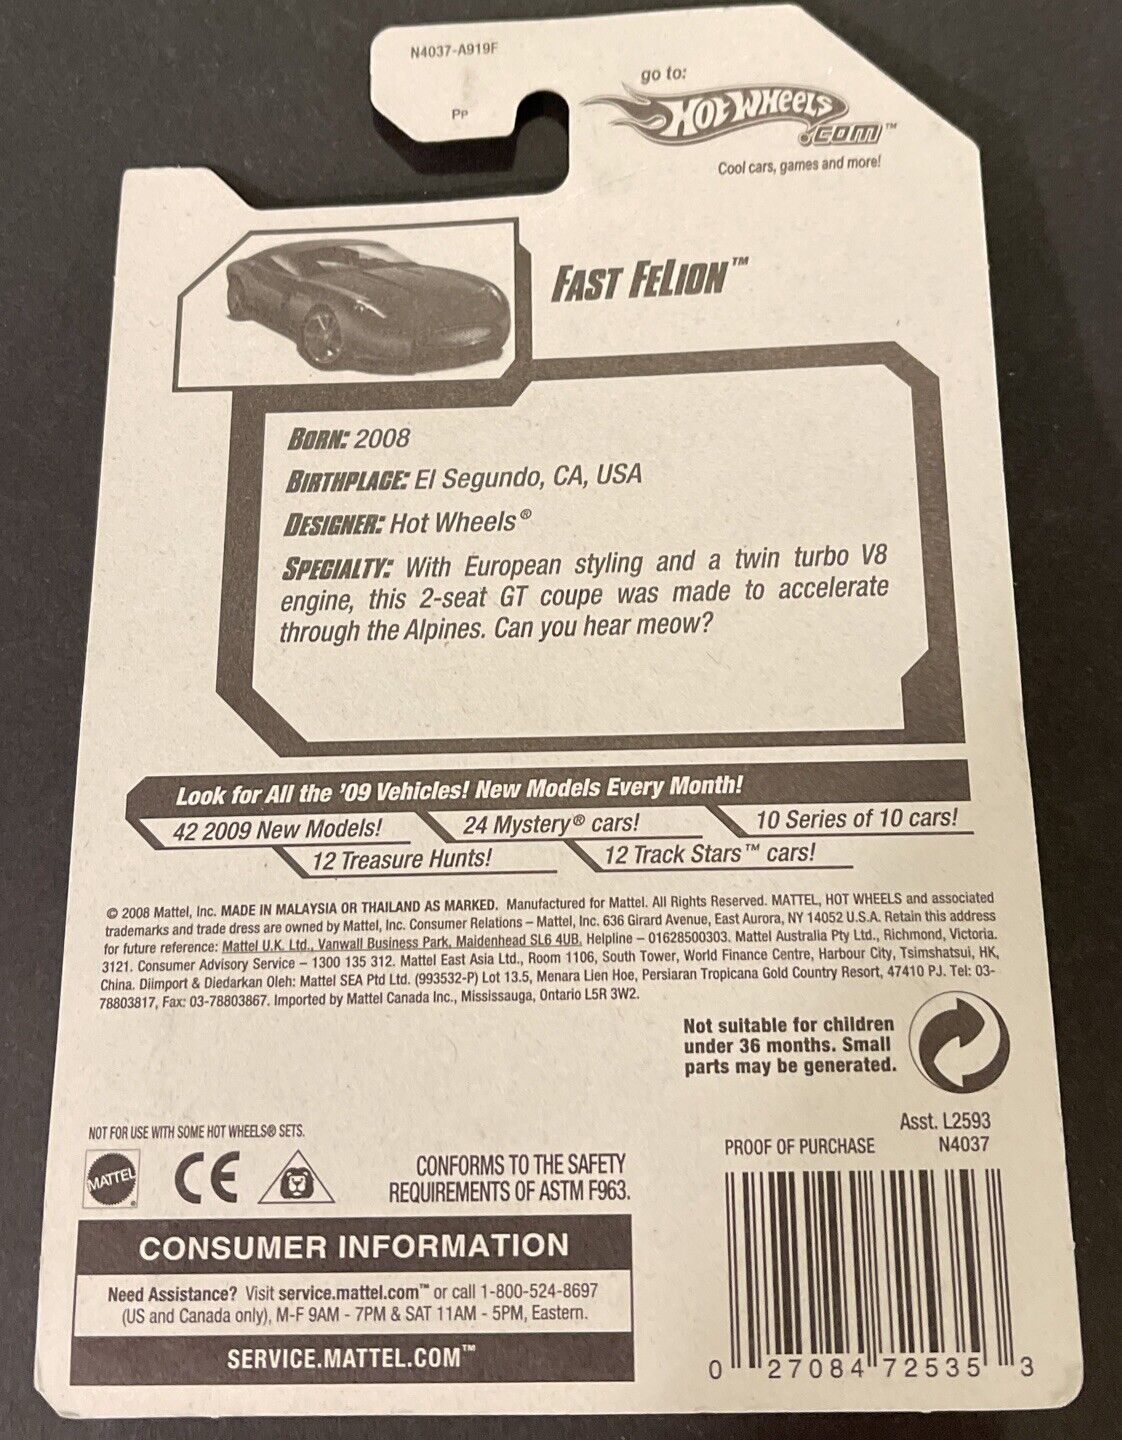 N4037-A919F
PP
go to:
Hot Wheels
.com™
Cool cars, games and more!
FAST FELION™
BORN: 2008
BIRTHPLACE: El Segundo, CA, USA
DESIGNER: Hot Wheels®
SPECIALTY: With European styling and a twin turbo V8
engine, this 2-seat GT coupe was made to accelerate
through the Alpines. Can you hear meow?
Look for All the '09 Vehicles! New Models Every Month!
42 2009 New Models! 24 Mystery® cars! 10 Series of 10 cars!
12 Treasure Hunts! 12 Track Stars™ cars!
© 2008 Mattel, Inc. MADE IN MALAYSIA OR THAILAND AS MARKED. Manufactured for Mattel. All Rights Reserved. MATTEL, HOT WHEELS and associated
trademarks and trade dress are owned by Mattel, Inc. Consumer Relations – Mattel, Inc. 636 Girard Avenue, East Aurora, NY 14052 U.S.A. Retain this address
for future reference: Mattel U.K. Ltd., Vanwall Business Park, Maidenhead SL6 4UB. Helpline – 01628500303. Mattel Australia Pty Ltd., Richmond, Victoria.
3121. Consumer Advisory Service – 1300 135 312. Mattel East Asia Ltd., Room 1106, South Tower, World Finance Centre, Harbour City, Tsimshatsui, HK,
China. Diimport & Diedarkan Oleh: Mattel SEA Ptd Ltd. (993532-P) Lot 13.5, Menara Lien Hoe, Persiaran Tropicana Gold Country Resort, 47410 PJ. Tel: 03-
78803817, Fax: 03-78803867. Imported by Mattel Canada Inc., Mississauga, Ontario L5R 3W2.
Not suitable for children
under 36 months. Small
parts may be generated.
Asst. L2593
PROOF OF PURCHASE N4037
NOT FOR USE WITH SOME HOT WHEELS® SETS.
MATTEL®
CE
CONFORMS TO THE SAFETY
REQUIREMENTS OF ASTM F963.
CONSUMER INFORMATION
Need Assistance? Visit service.mattel.com™ or call 1-800-524-8697
(US and Canada only), M-F 9AM - 7PM & SAT 11AM - 5PM, Eastern.
SERVICE.MATTEL.COM™
0 27084 72535 3